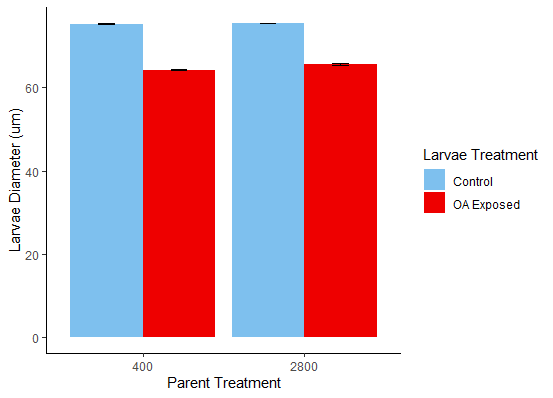 Larvae Diameter (um)
60
40
20
0
400
2800
Parent Treatment
Larvae Treatment
Control
OA Exposed